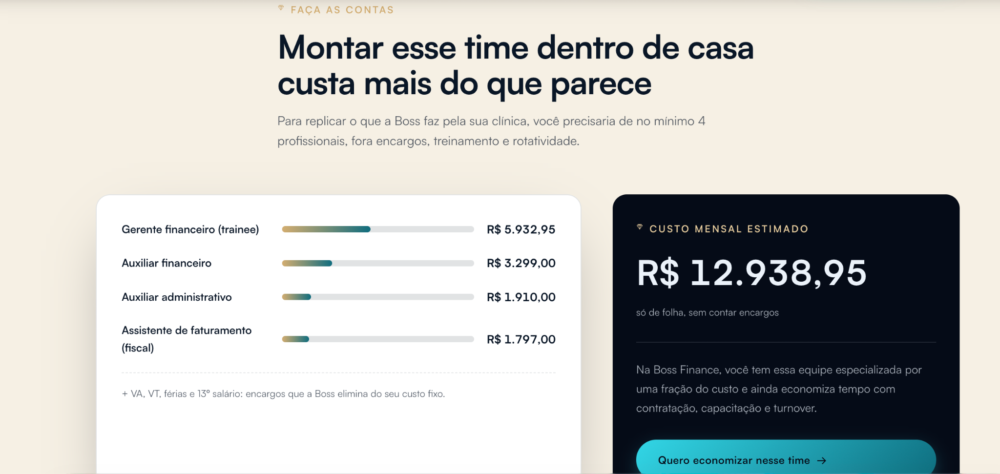 FAÇA AS CONTAS
Montar esse time dentro de casa
custa mais do que parece
Para replicar o que a Boss faz pela sua clínica, você precisaria de no mínimo 4
profissionais, fora encargos, treinamento e rotatividade.
Gerente financeiro (trainee) R$ 5.932,95
Auxiliar financeiro R$ 3.299,00
Auxiliar administrativo R$ 1.910,00
Assistente de faturamento
(fiscal) R$ 1.797,00
+ VA, VT, férias e 13º salário: encargos que a Boss elimina do seu custo fixo.
CUSTO MENSAL ESTIMADO
R$ 12.938,95
só de folha, sem contar encargos
Na Boss Finance, você tem essa equipe especializada por
uma fração do custo e ainda economiza tempo com
contratação, capacitação e turnover.
Quero economizar nesse time →